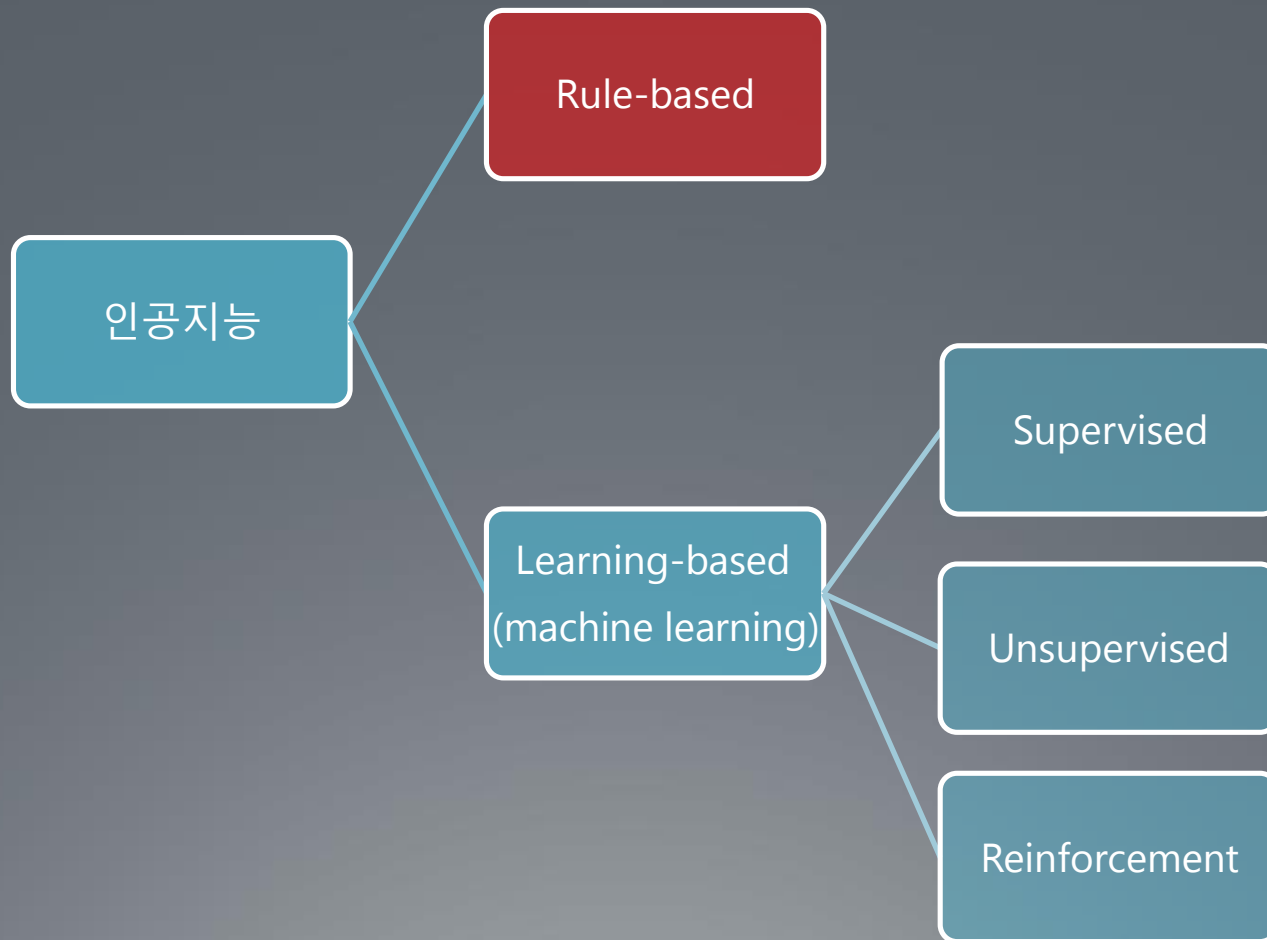 Rule-based
인공지능
Supervised
Learning-based
(machine learning)
Unsupervised
Reinforcement